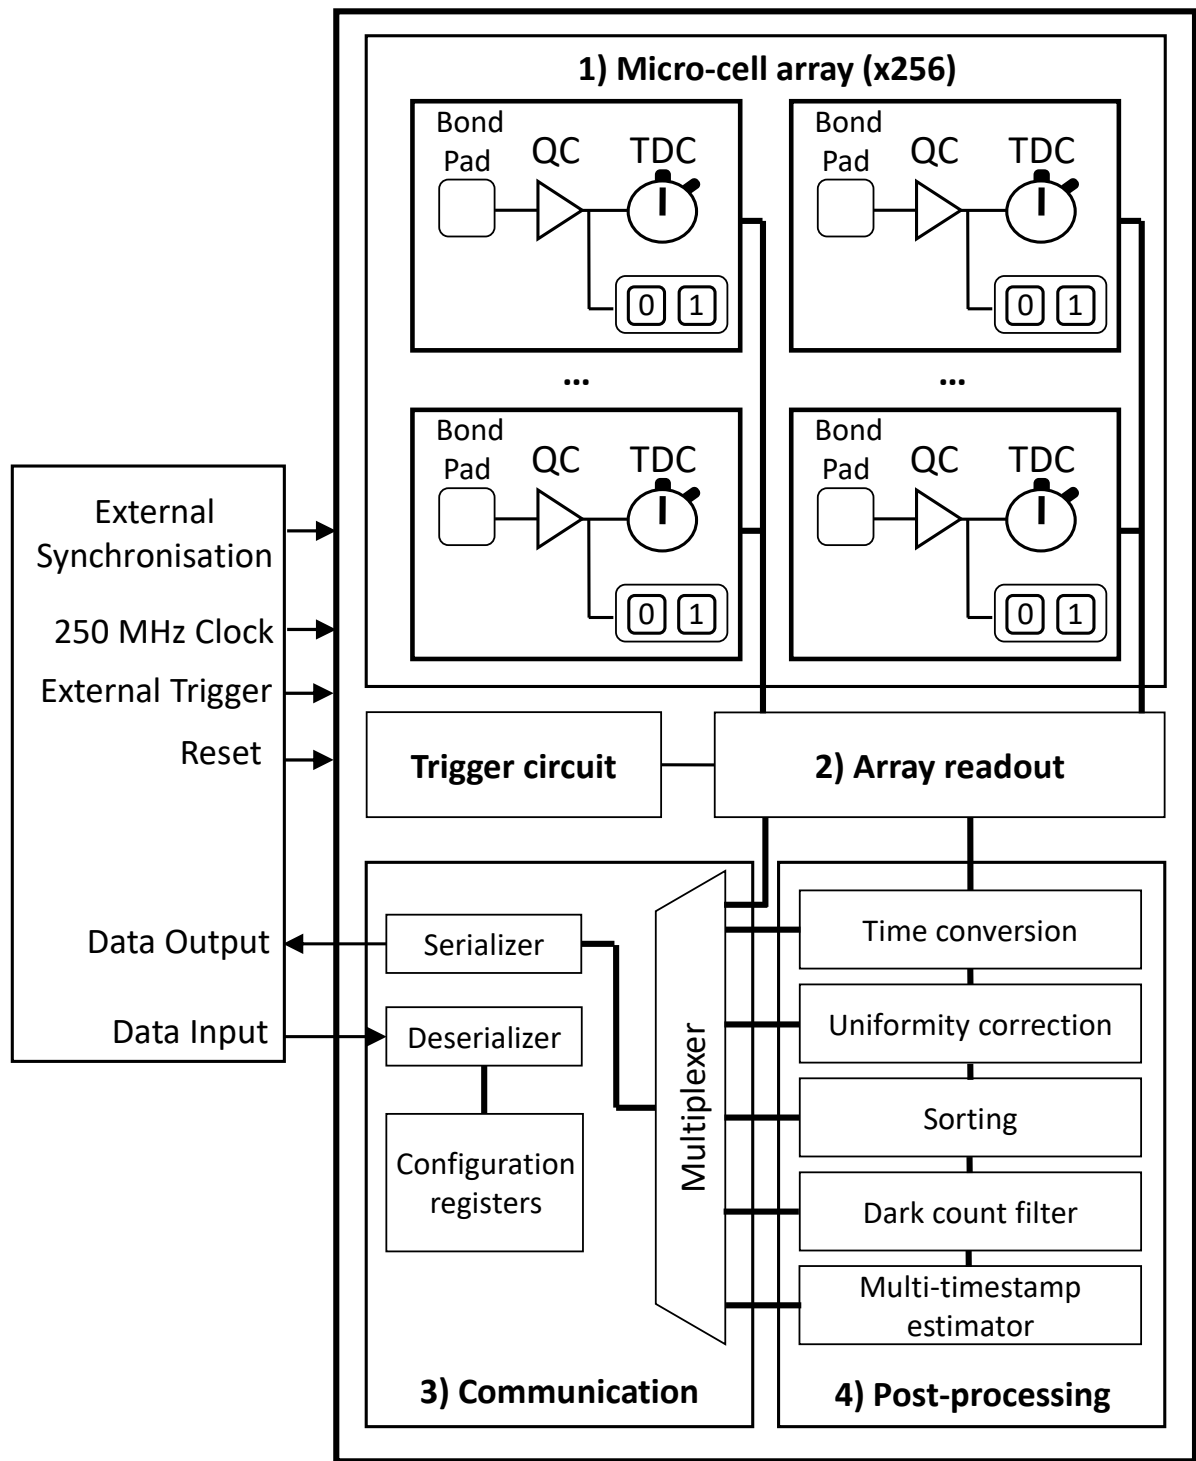 1) Micro-cell array (x256)
Bond
Pad
QC
TDC
0 1
Bond
Pad
QC
TDC
0 1
...
...
Bond
Pad
QC
TDC
0 1
Bond
Pad
QC
TDC
0 1
External
Synchronisation
250 MHz Clock
External Trigger
Reset
Data Output
Data Input
Trigger circuit
2) Array readout
Serializer
Deserializer
Configuration
registers
Multiplexer
3) Communication
Time conversion
Uniformity correction
Sorting
Dark count filter
Multi-timestamp
estimator
4) Post-processing